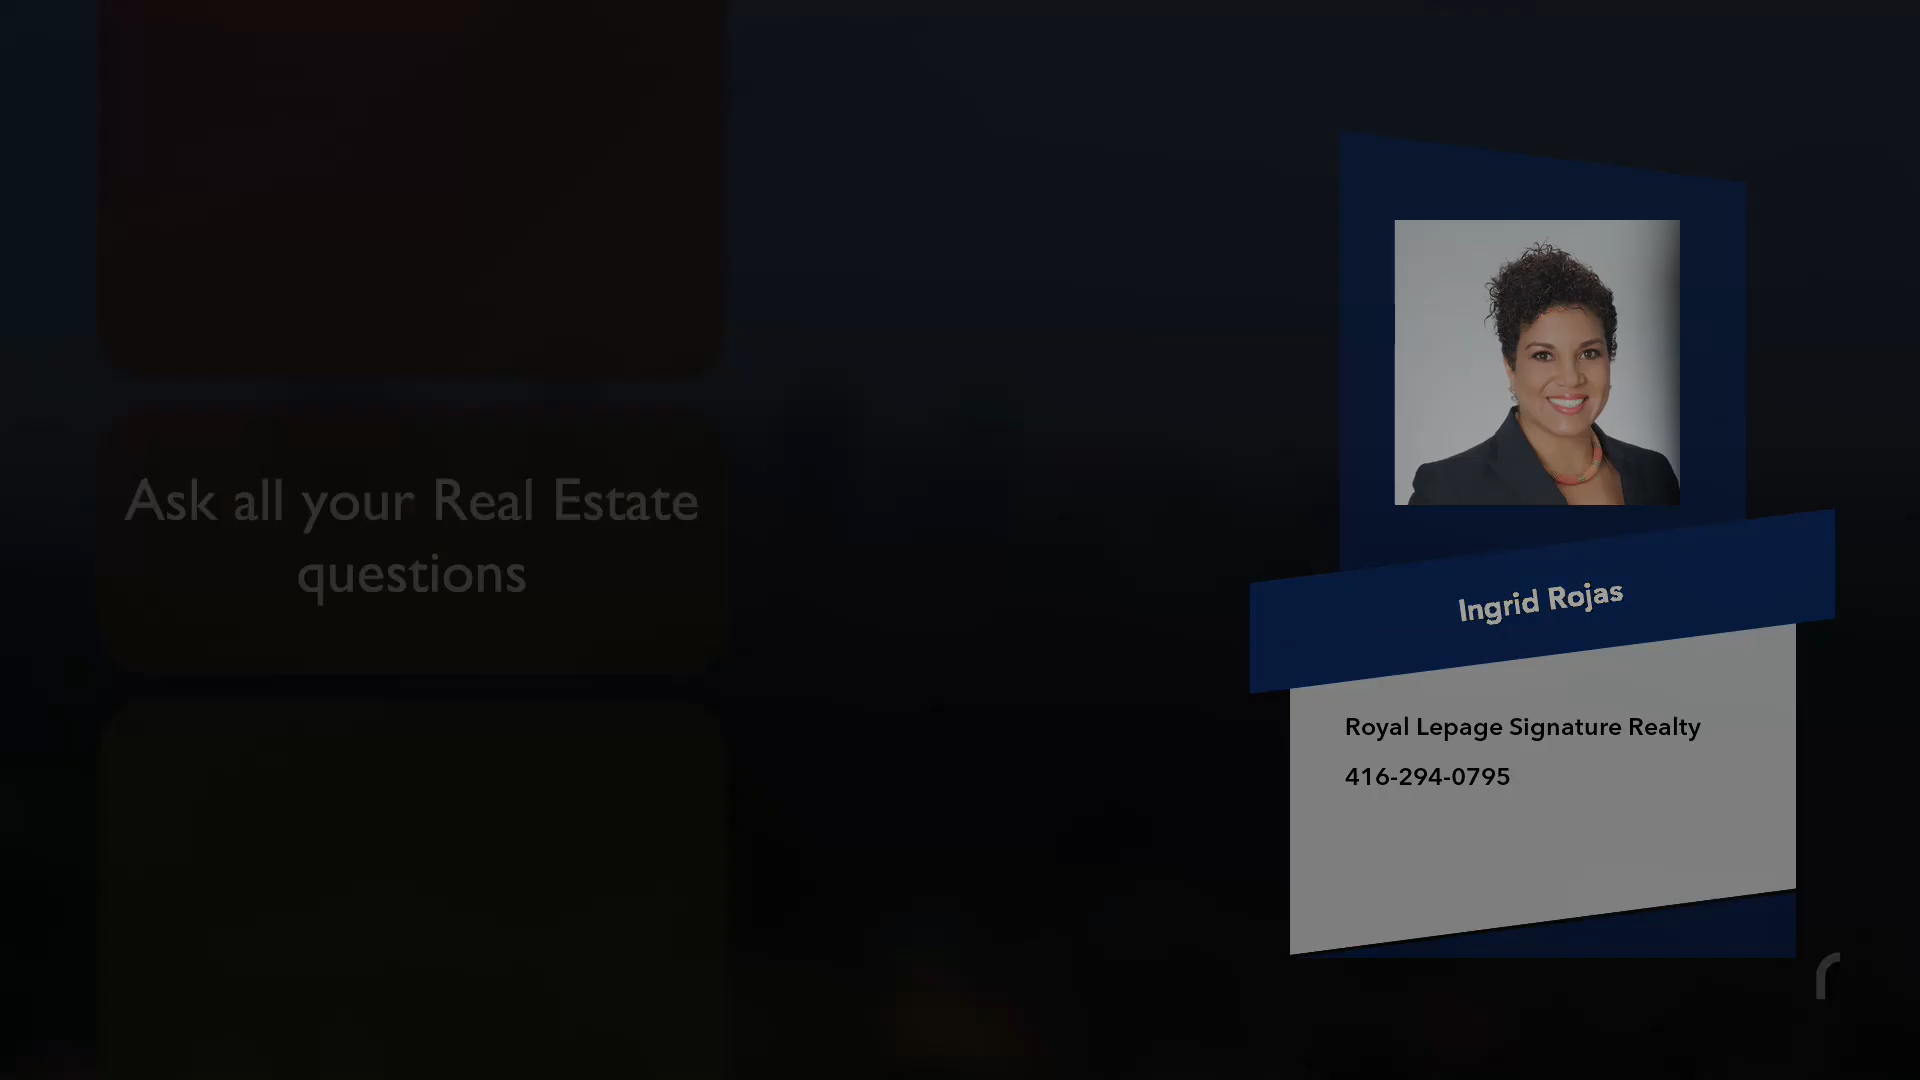 Ask all your Real Estate
questions
Ingrid Rojas
Royal Lepage Signature Realty
416-294-0795